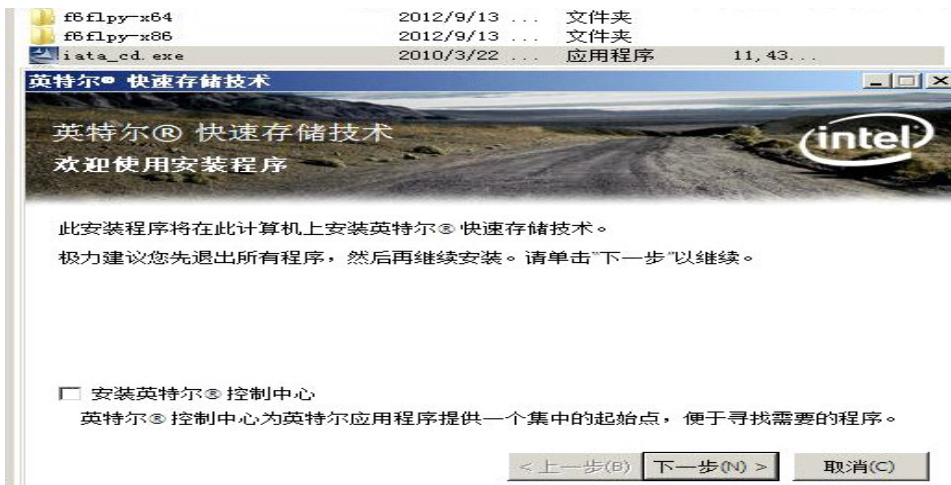 f6flpy-x64 2012/9/13 ... 文件夹
f6flpy-x86 2012/9/13 ... 文件夹
iata_cd.exe 2010/3/22 ... 应用程序 11,43...
英特尔® 快速存储技术
英特尔® 快速存储技术
intel
欢迎使用安装程序
此安装程序将在此计算机上安装英特尔®快速存储技术。
极力建议您先退出所有程序，然后再继续安装。请单击"下一步"以继续。
安装英特尔®控制中心
英特尔®控制中心为英特尔应用程序提供一个集中的起始点，便于寻找需要的程序。
<上一步(B) 下一步(N) > 取消(C)